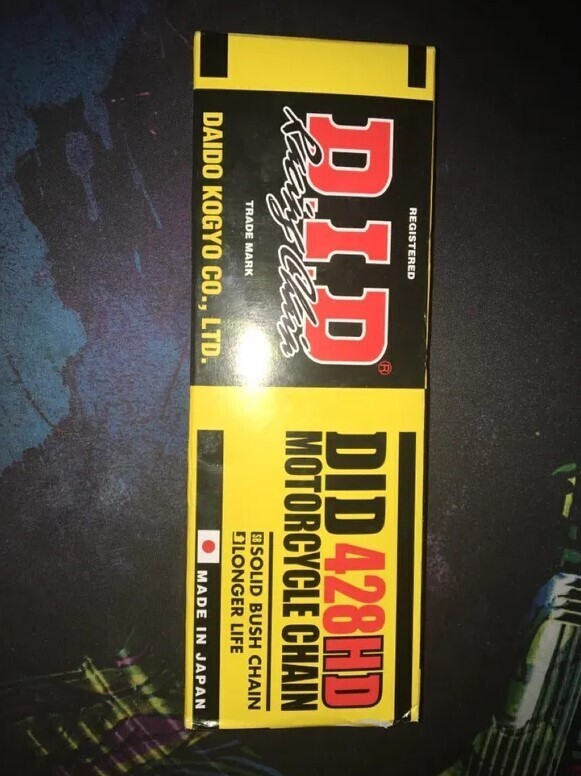 REGISTERED
D.I.D®
Racing Chain
TRADE MARK
DAIDO KOGYO CO., LTD.
DID 428HD
MOTORCYCLE CHAIN
SB SOLID BUSH CHAIN
LONGER LIFE
MADE IN JAPAN